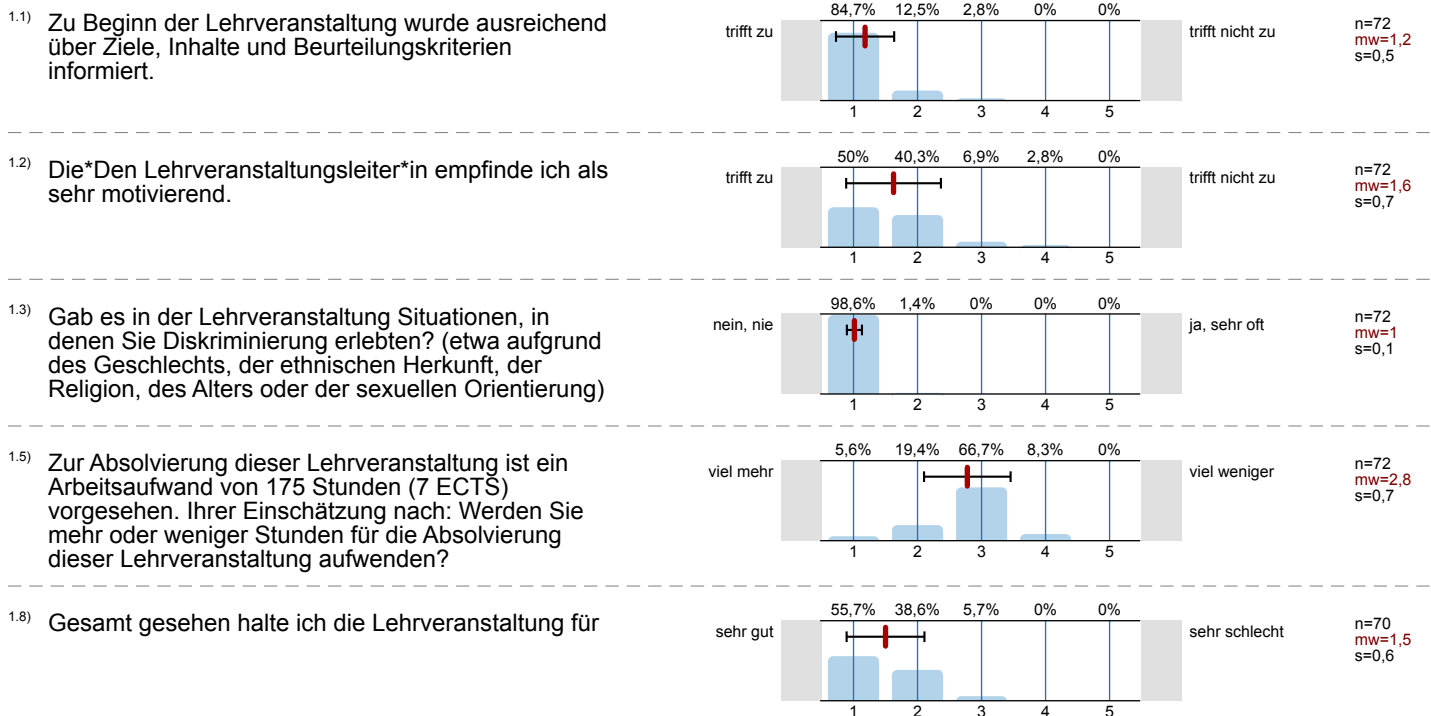 1.1) Zu Beginn der Lehrveranstaltung wurde ausreichend
über Ziele, Inhalte und Beurteilungskriterien
informiert.
trifft zu
84,7% 12,5% 2,8% 0% 0%
1 2 3 4 5
trifft nicht zu
n=72
mw=1,2
s=0,5
1.2) Die*Den Lehrveranstaltungsleiter*in empfinde ich als
sehr motivierend.
trifft zu
50% 40,3% 6,9% 2,8% 0%
1 2 3 4 5
trifft nicht zu
n=72
mw=1,6
s=0,7
1.3) Gab es in der Lehrveranstaltung Situationen, in
denen Sie Diskriminierung erlebten? (etwa aufgrund
des Geschlechts, der ethnischen Herkunft, der
Religion, des Alters oder der sexuellen Orientierung)
nein, nie
98,6% 1,4% 0% 0% 0%
1 2 3 4 5
ja, sehr oft
n=72
mw=1
s=0,1
1.5) Zur Absolvierung dieser Lehrveranstaltung ist ein
Arbeitsaufwand von 175 Stunden (7 ECTS)
vorgesehen. Ihrer Einschätzung nach: Werden Sie
mehr oder weniger Stunden für die Absolvierung
dieser Lehrveranstaltung aufwenden?
viel mehr
5,6% 19,4% 66,7% 8,3% 0%
1 2 3 4 5
viel weniger
n=72
mw=2,8
s=0,7
1.8) Gesamt gesehen halte ich die Lehrveranstaltung für
sehr gut
55,7% 38,6% 5,7% 0% 0%
1 2 3 4 5
sehr schlecht
n=70
mw=1,5
s=0,6